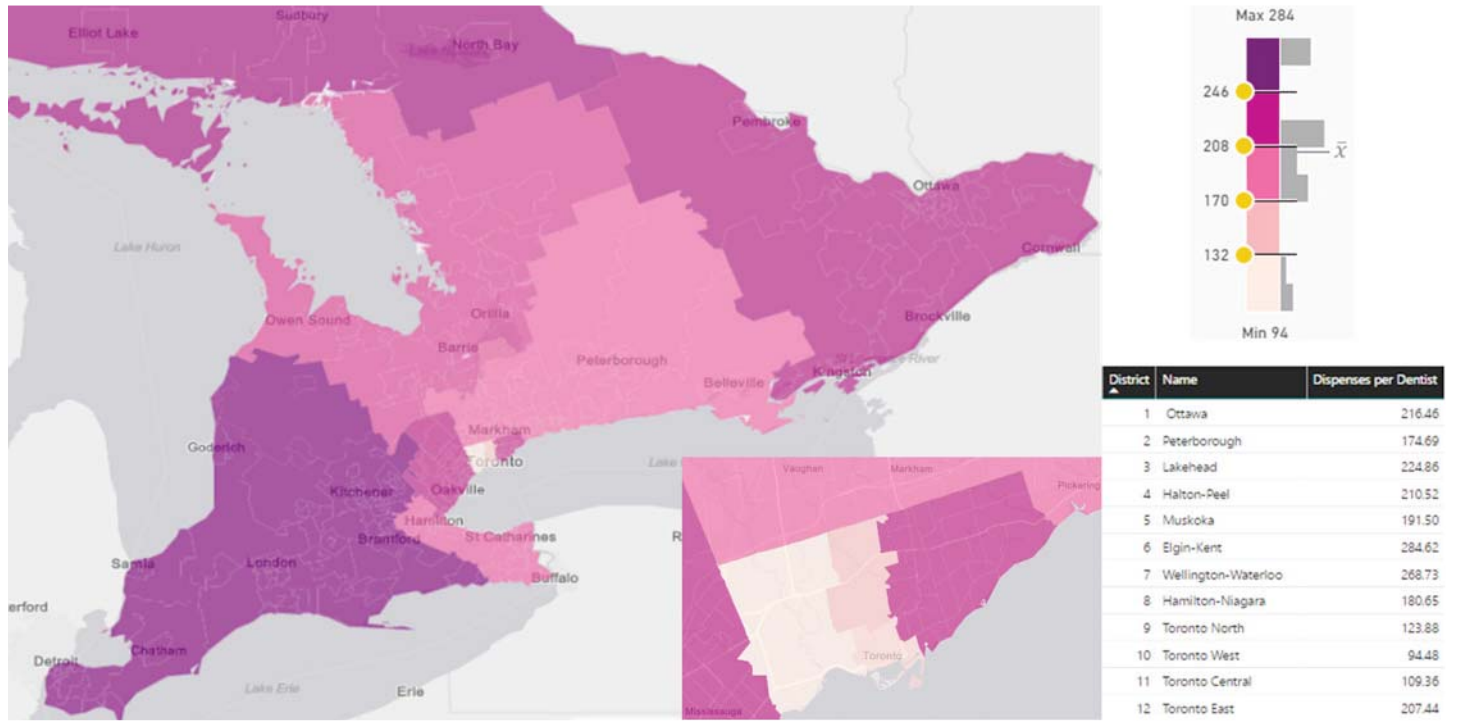 Sudbury
Elliot Lake
North Bay
Pembroke
Ottawa
Cornwall
Lake Huron
Orillia
Owen Sound
Barrie
Brockville
Peterborough
St Lawrence River
Belleville
Kingston
Markham
Goderich
Toronto
Lake
Kitchener
Oakville
Hamilton
Brantford
St Catharines
Sarnia
London
Buffalo
erford
Chatham
Detroit
Lake Erie
Erie
R
Vaughan
Markham
Pickering
Toronto
Mississauga
Max 284
246
208
x̄
170
132
Min 94
District Name Dispenses per Dentist
1 Ottawa 216.46
2 Peterborough 174.69
3 Lakehead 224.86
4 Halton-Peel 210.52
5 Muskoka 191.50
6 Elgin-Kent 284.62
7 Wellington-Waterloo 268.73
8 Hamilton-Niagara 180.65
9 Toronto North 123.88
10 Toronto West 94.48
11 Toronto Central 109.36
12 Toronto East 207.44